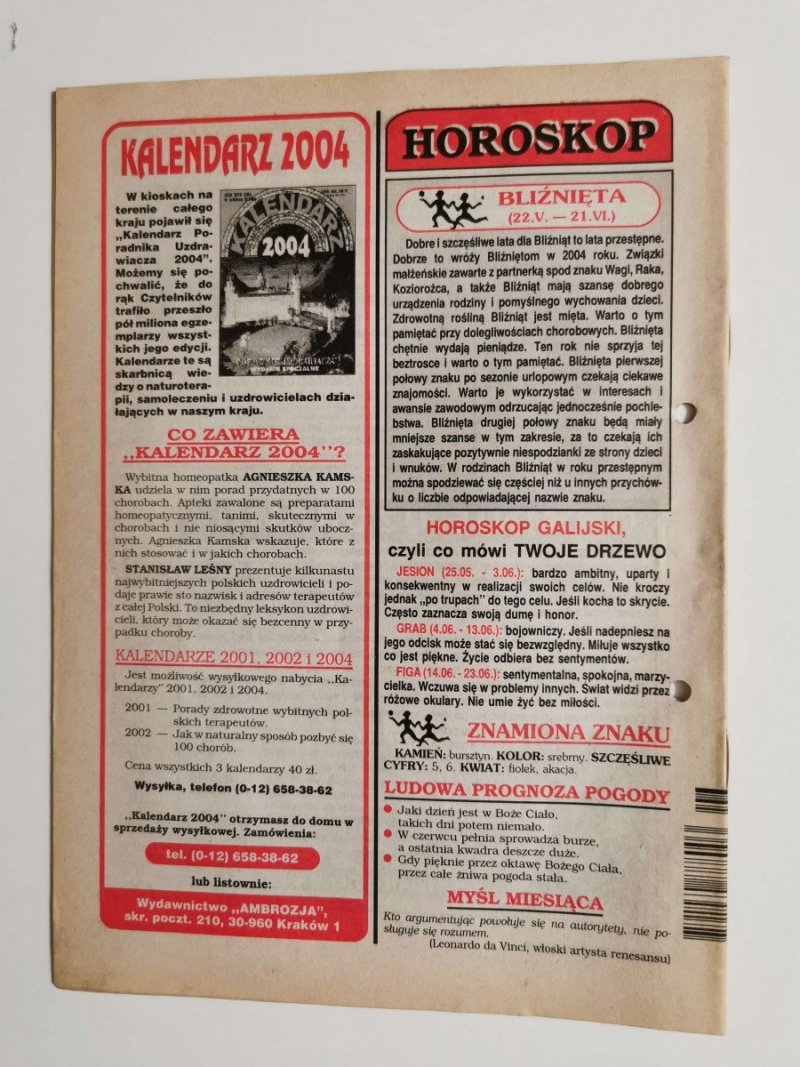 KALENDARZ 2004
W kioskach na
terenie całego
kraju pojawił się
„Kalendarz Po-
radnika Uzdra-
wiacza 2004".
Możemy się po-
chwalić, że do
rąk Czytelników
trafiło przeszło
pół miliona egze-
mplarzy wszyst-
kich jego edycji.
Kalendarze te są
skarbnicą wie-
dzy o naturotera-
pii, samoleczeniu i uzdrowicielach dzia-
łających w naszym kraju.
KALENDARZ
2004
WYDANIE SPECJALNE
CO ZAWIERA
„KALENDARZ 2004"?
Wybitna homeopatka AGNIESZKA KAMS-
KA udziela w nim porad przydatnych w 100
chorobach. Apteki zawalone są preparatami
homeopatycznymi, tanimi, skutecznymi w
chorobach i nie niosącymi skutków ubocz-
nych. Agnieszka Kamska wskazuje, które z
nich stosować i w jakich chorobach.
STANISŁAW LEŚNY prezentuje kilkunastu
najwybitniejszych polskich uzdrowicieli i po-
daje prawie sto nazwisk i adresów terapeutów
z całej Polski. To niezbędny leksykon uzdrowi-
cieli, który może okazać się bezcenny w przy-
padku choroby.
KALENDARZE 2001, 2002 i 2004
Jest możliwość wysyłkowego nabycia „Ka-
lendarzy" 2001, 2002 i 2004.
2001 — Porady zdrowotne wybitnych pol-
skich terapeutów.
2002 — Jak w naturalny sposób pozbyć się
100 chorób.
Cena wszystkich 3 kalendarzy 40 zł.
Wysyłka, telefon (0-12) 658-38-62
„Kalendarz 2004" otrzymasz do domu w
sprzedaży wysyłkowej. Zamówienia:
tel. (0-12) 658-38-62
lub listownie:
Wydawnictwo „AMBROZJA",
skr. poczt. 210, 30-960 Kraków 1
HOROSKOP
BLIŹNIĘTA
(22.V. — 21.VI.)
Dobre i szczęśliwe lata dla Bliźniąt to lata przestępne.
Dobrze to wróży Bliźniętom w 2004 roku. Związki
małżeńskie zawarte z partnerką spod znaku Wagi, Raka,
Koziorożca, a także Bliźniąt mają szansę dobrego
urządzenia rodziny i pomyślnego wychowania dzieci.
Zdrowotną rośliną Bliźniąt jest mięta. Warto o tym
pamiętać przy dolegliwościach chorobowych. Bliźnięta
chętnie wydają pieniądze. Ten rok nie sprzyja tej
beztrosce i warto o tym pamiętać. Bliźnięta pierwszej
połowy znaku po sezonie urlopowym czekają ciekawe
znajomości. Warto je wykorzystać w interesach i
awansie zawodowym odrzucając jednocześnie pochle-
bstwa. Bliźnięta drugiej połowy znaku będą miały
mniejsze szanse w tym zakresie, za to czekają ich
zaskakujące pozytywnie niespodzianki ze strony dzieci
i wnuków. W rodzinach Bliźniąt w roku przestępnym
można spodziewać się częściej niż u innych przychów-
ku o liczbie odpowiadającej nazwie znaku.
HOROSKOP GALIJSKI,
czyli co mówi TWOJE DRZEWO
JESION (25.05. - 3.06.): bardzo ambitny, uparty i
konsekwentny w realizacji swoich celów. Nie kroczy
jednak „po trupach" do tego celu. Jeśli kocha to skrycie.
Często zaznacza swoją dumę i honor.
GRAB (4.06. - 13.06.): bojowniczy. Jeśli nadepniesz na
jego odcisk może stać się bezwzględny. Miłuje wszystko
co jest piękne. Życie odbiera bez sentymentów.
FIGA (14.06. - 23.06.): sentymentalna, spokojna, marzy-
cielka. Wczuwa się w problemy innych. Świat widzi przez
różowe okulary. Nie umie żyć bez miłości.
ZNAMIONA ZNAKU
KAMIEŃ: bursztyn. KOLOR: srebrny. SZCZĘŚLIWE
CYFRY: 5, 6. KWIAT: fiołek, akacja.
LUDOWA PROGNOZA POGODY
● Jaki dzień jest w Boże Ciało,
takich dni potem niemało.
● W czerwcu pełnia sprowadza burze,
a ostatnia kwadra deszcze duże.
● Gdy pięknie przez oktawę Bożego Ciała,
przez całe żniwa pogoda stała.
MYŚL MIESIĄCA
Kto argumentując powołuje się na autorytety, nie po-
sługuje się rozumem.
(Leonardo da Vinci, włoski artysta renesansu)